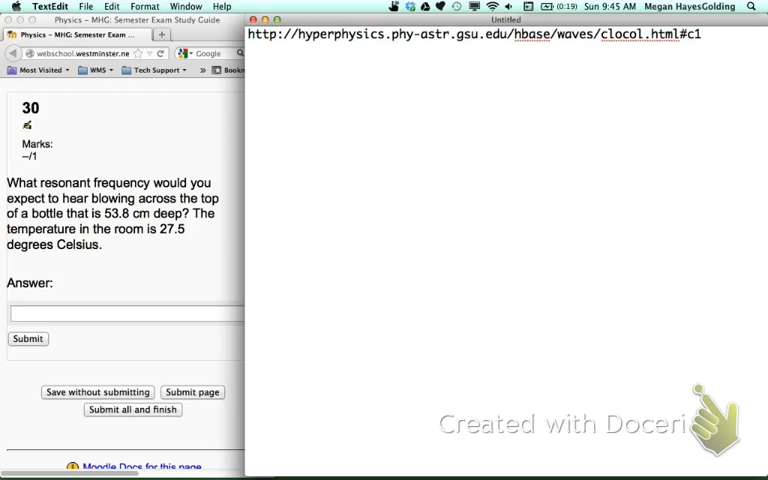 TextEdit File Edit Format Window Help (0:19) Sun 9:45 AM Megan HayesGolding
Physics – MHG: Semester Exam Study Guide
Untitled
Physics – MHG: Semester Exam ...
http://hyperphysics.phy-astr.gsu.edu/hbase/waves/clocol.html#c1
webschool.westminster.ne Google
Most Visited WMS Tech Support » Bookn
30
Marks:
--/1
What resonant frequency would you
expect to hear blowing across the top
of a bottle that is 53.8 cm deep? The
temperature in the room is 27.5
degrees Celsius.
Answer:
Submit
Save without submitting Submit page
Submit all and finish
Created with Doceri
Moodle Docs for this page